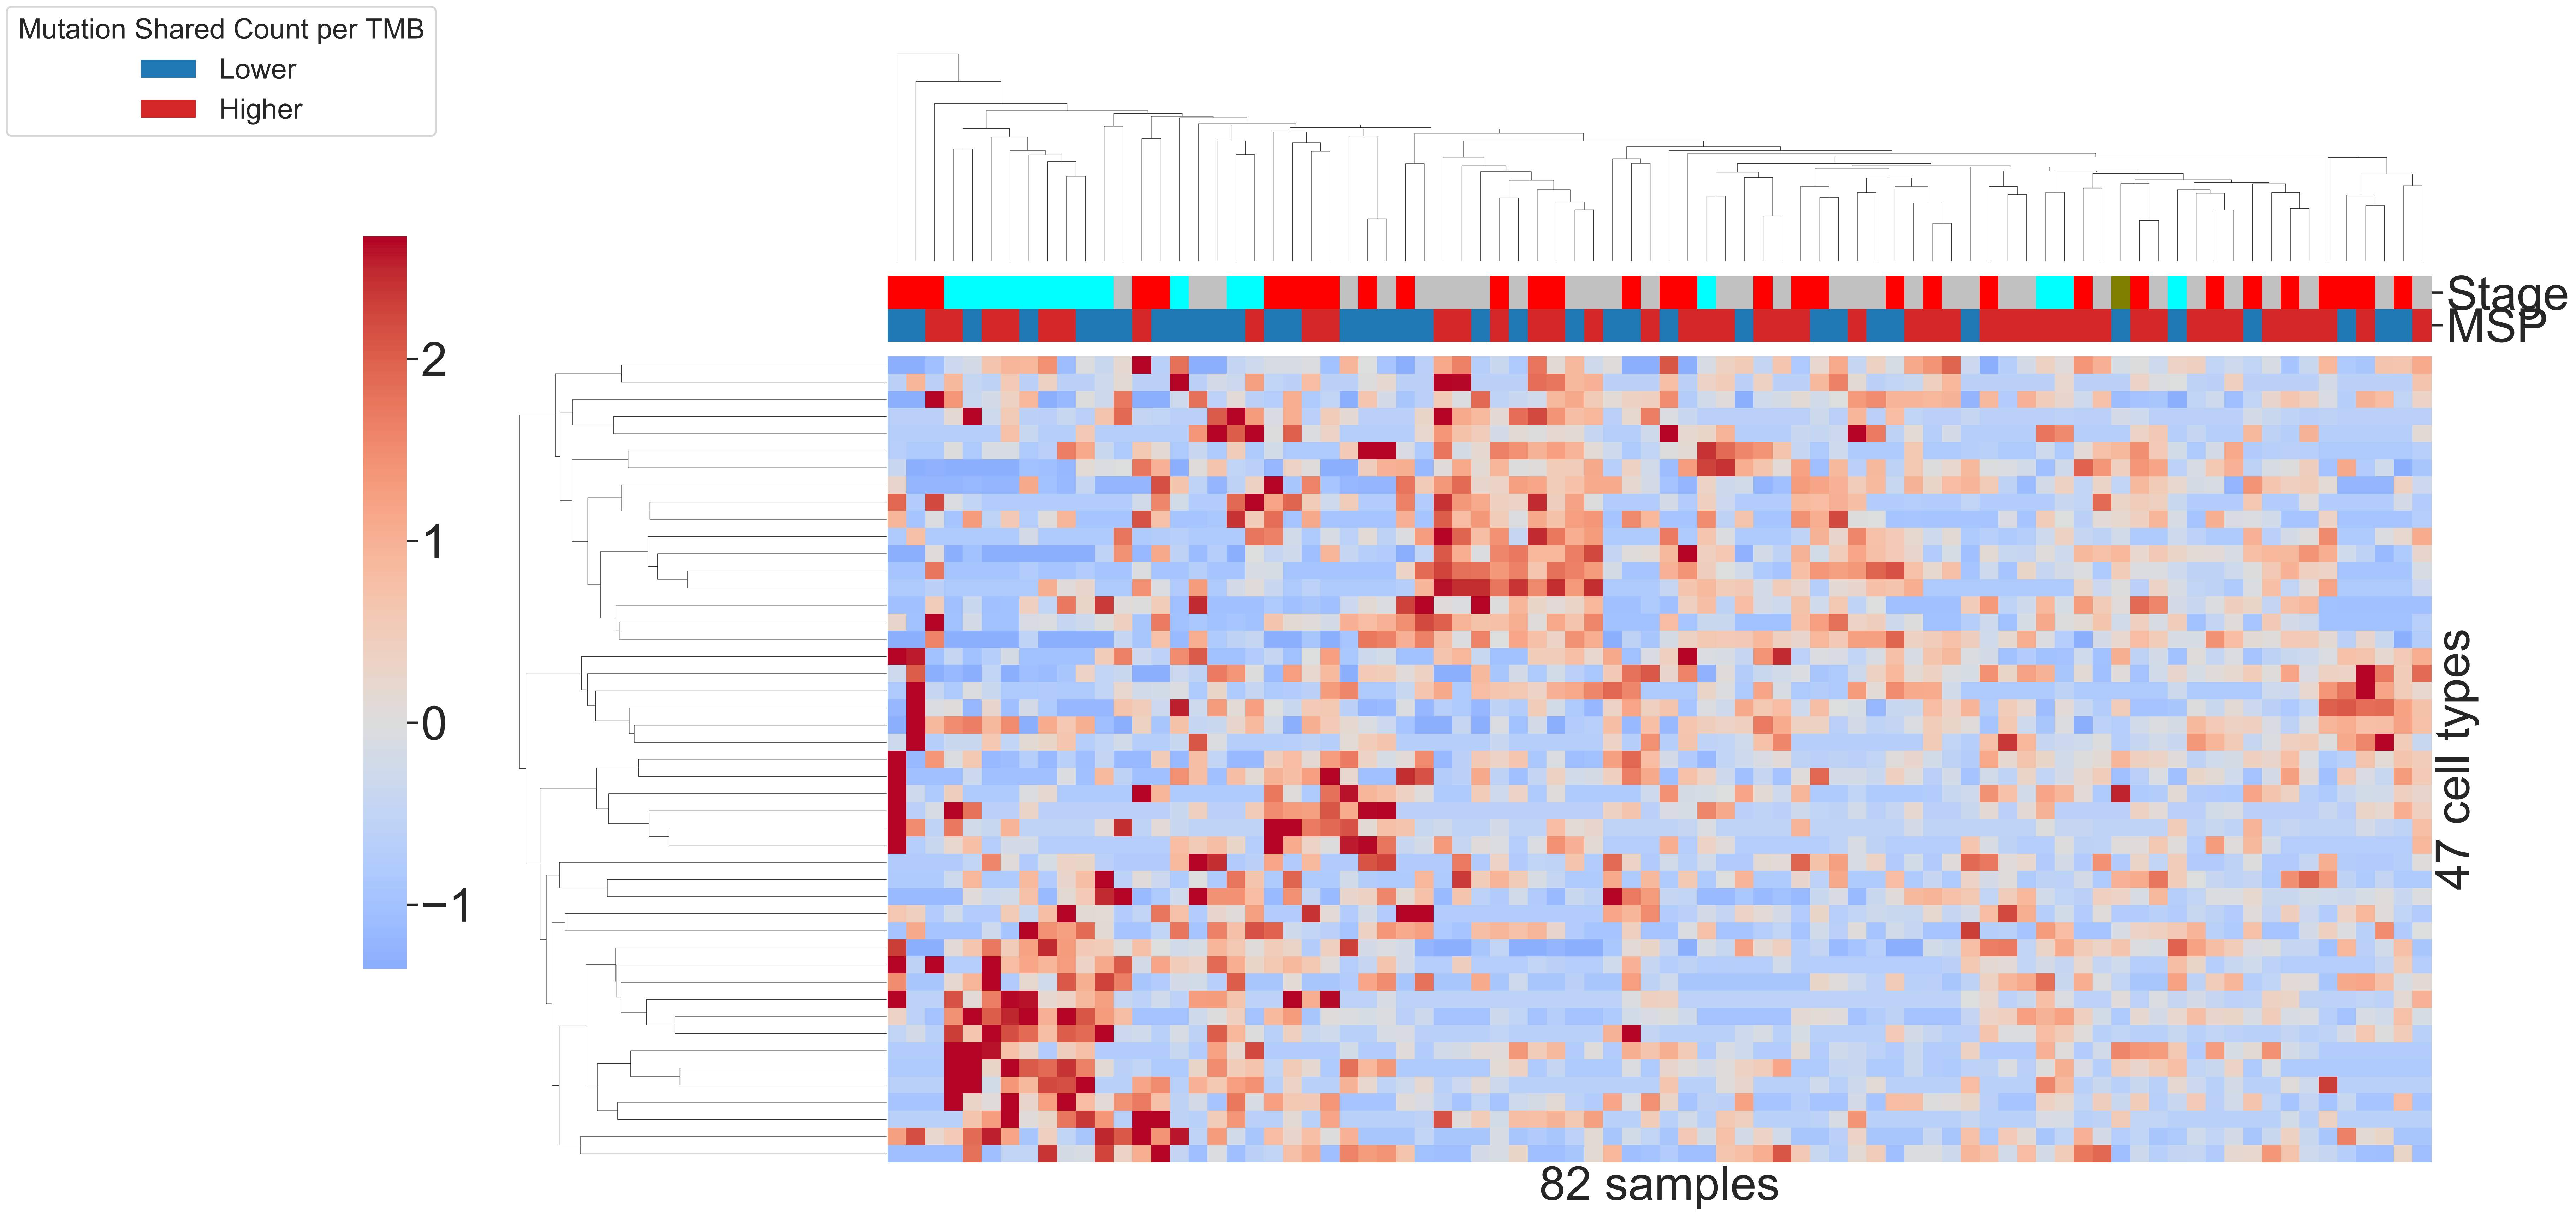 Mutation Shared Count per TMB
Lower
Higher
2
1
0
−1
Stage
MSP
47 cell types
82 samples